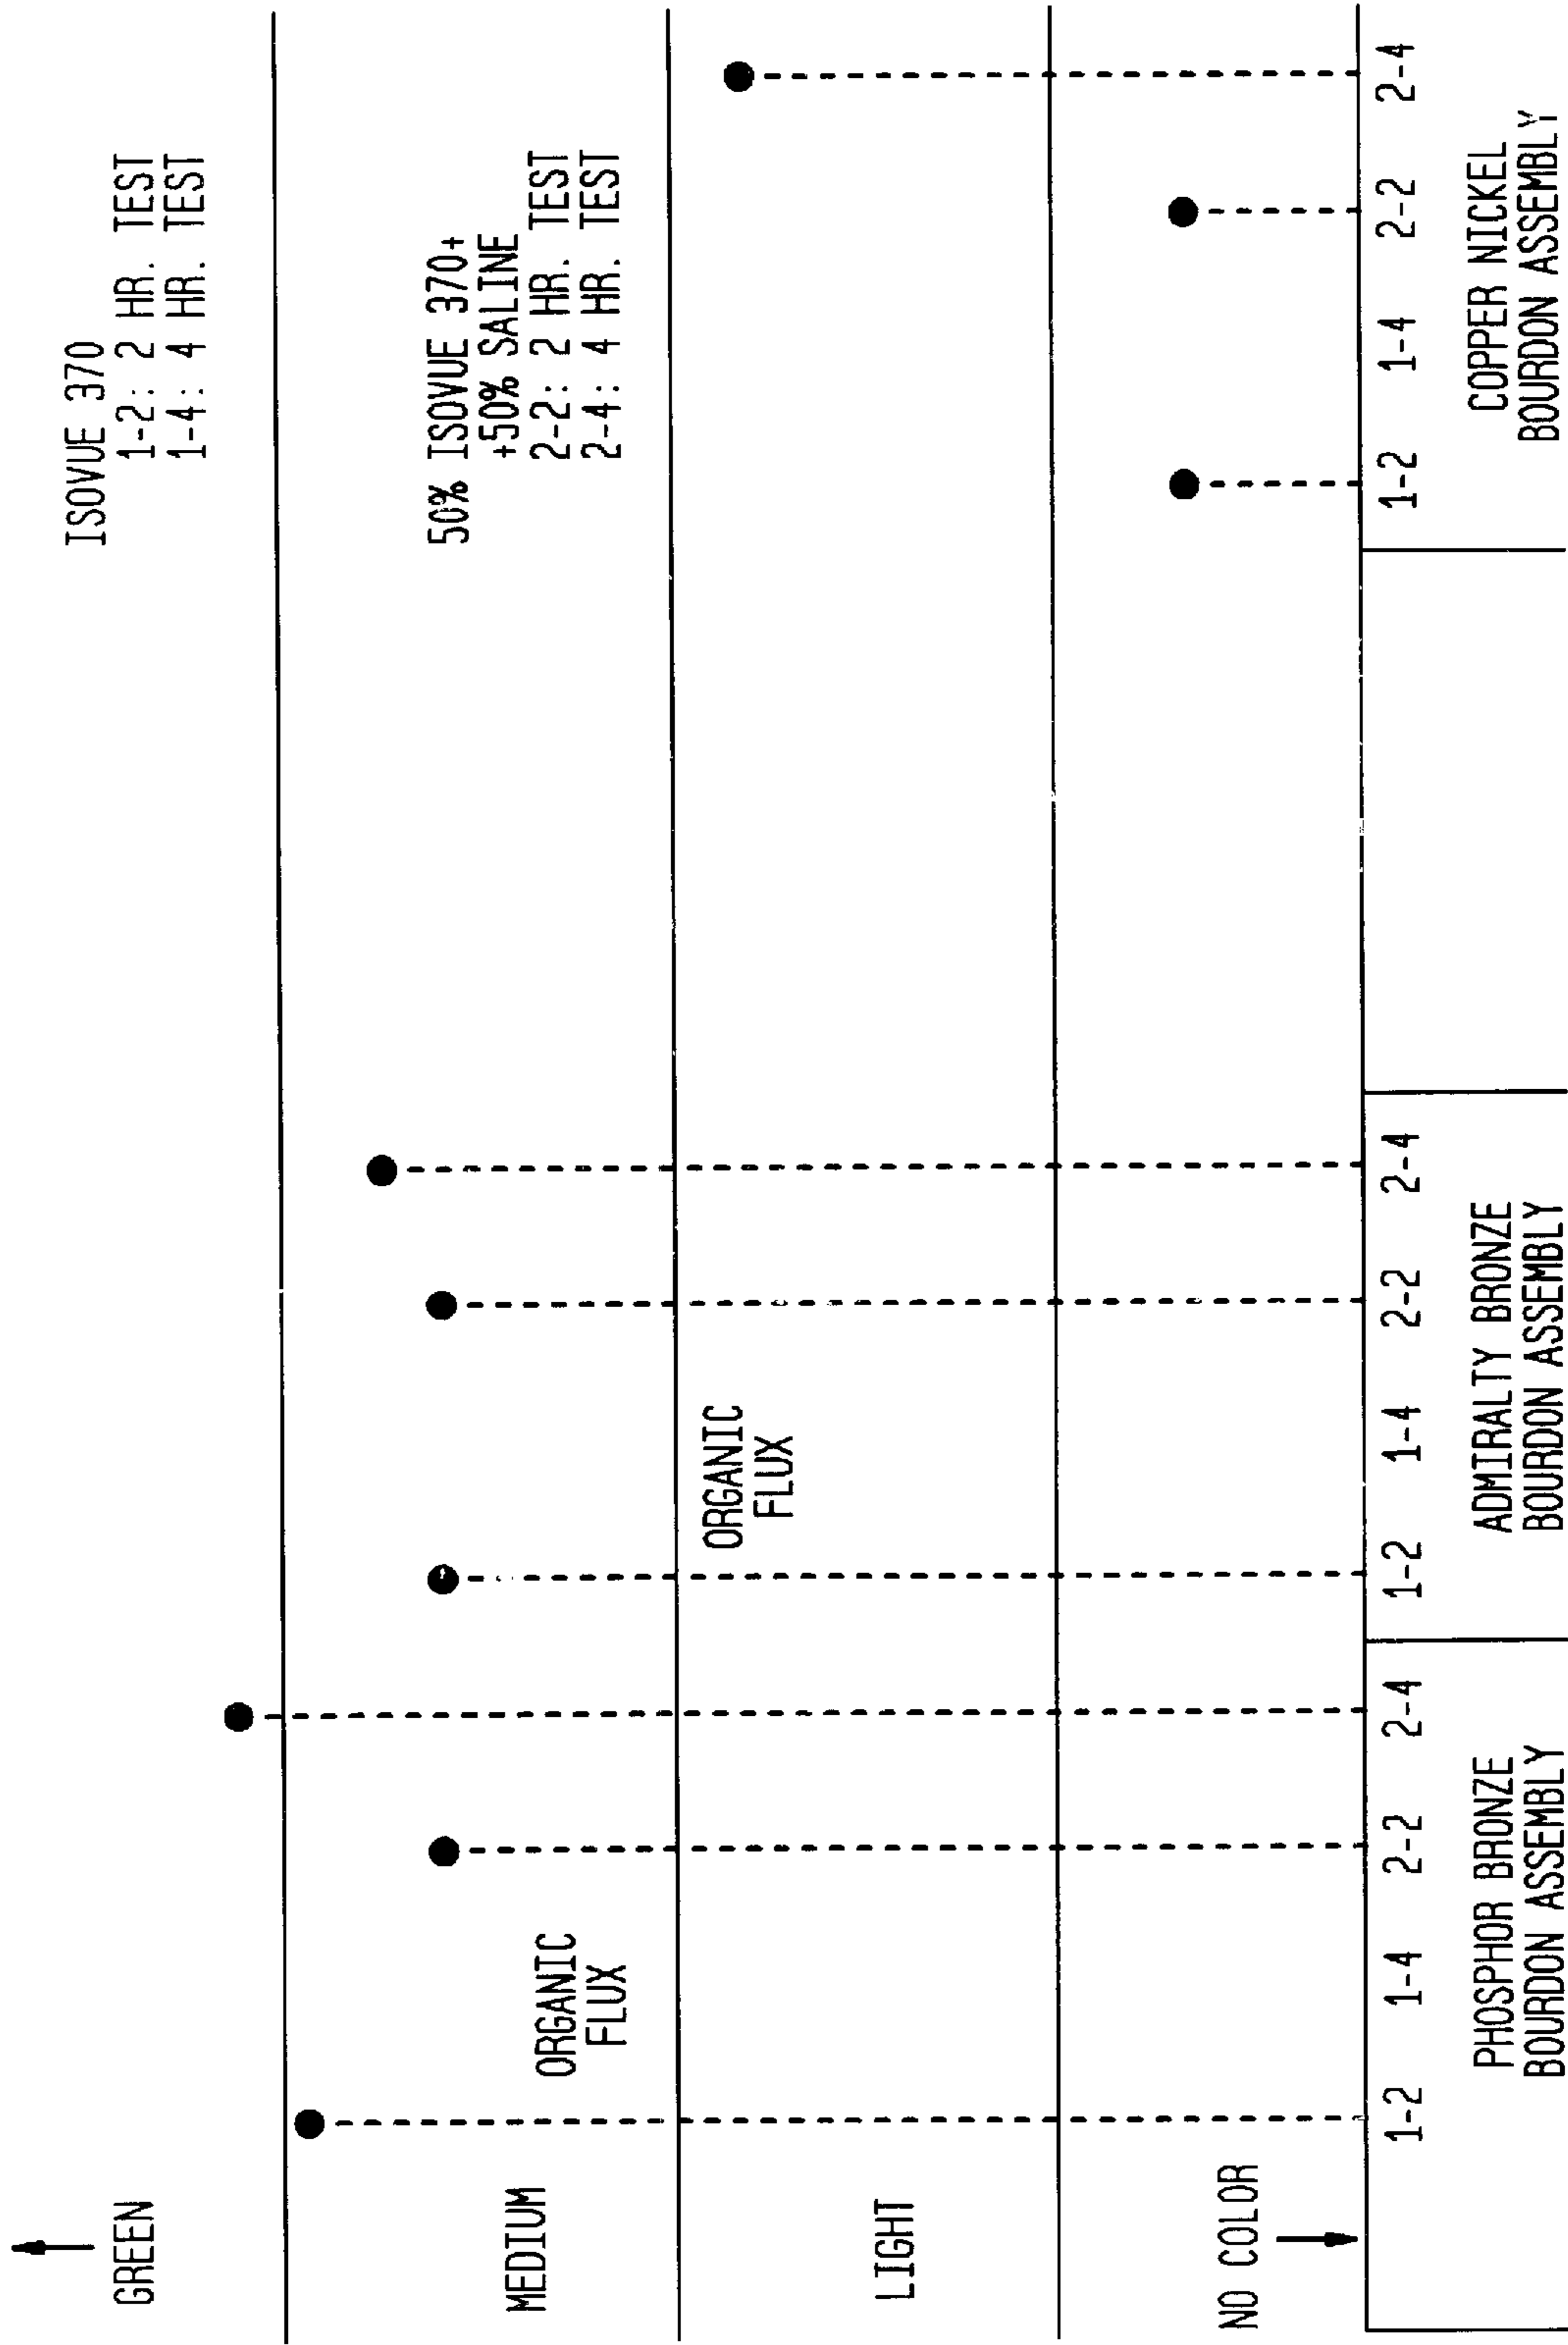 GREEN
ISOVUE 370
1-2: 2 HR. TEST
1-4: 4 HR. TEST
MEDIUM
ORGANIC
FLUX
50% ISOVUE 370+
+50% SALINE
2-2: 2 HR. TEST
2-4: 4 HR. TEST
LIGHT
ORGANIC
FLUX
NO COLOR
1-2 1-4 2-2 2-4 1-2 1-4 2-2 2-4 1-2 1-4 2-2 2-4
PHOSPHOR BRONZE
BOURDON ASSEMBLY
ADMIRALTY BRONZE
BOURDON ASSEMBLY
COPPER NICKEL
BOURDON ASSEMBLY